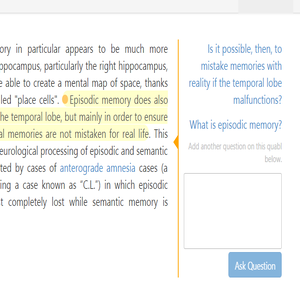 ory in particular appears to be much more
ippocampus, particularly the right hippocampus,
e able to create a mental map of space, thanks
led "place cells". Episodic memory does also
he temporal lobe, but mainly in order to ensure
al memories are not mistaken for real life. This
eurological processing of episodic and semantic
ted by cases of anterograde amnesia cases (a
ing a case known as "C.L.") in which episodic
t completely lost while semantic memory is
Is it possible, then, to
mistake memories with
reality if the temporal lobe
malfunctions?
What is episodic memory?
Add another question on this quabl
below.
Ask Question